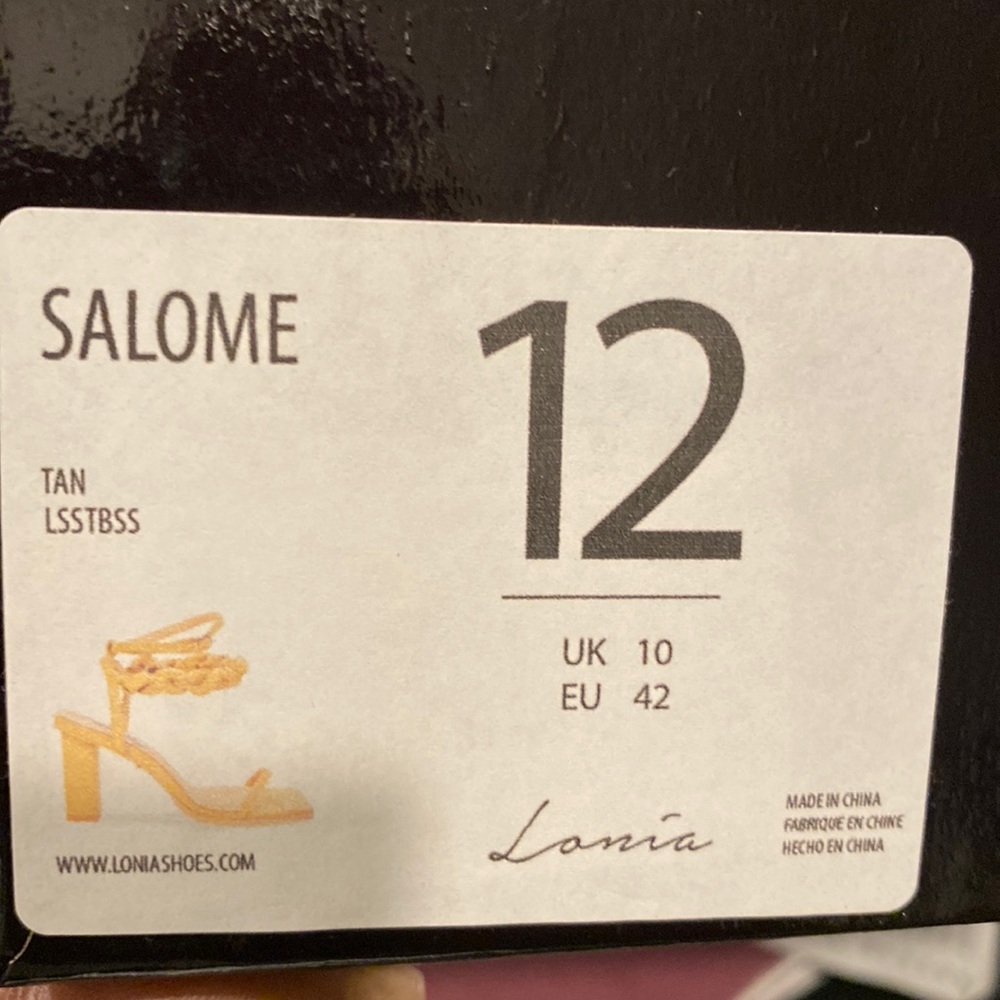 SALOME
12
TAN
LSSTBSS
UK 10
EU 42
Lonia
WWW.LONIASHOES.COM
MADE IN CHINA
FABRIQUE EN CHINE
HECHO EN CHINA